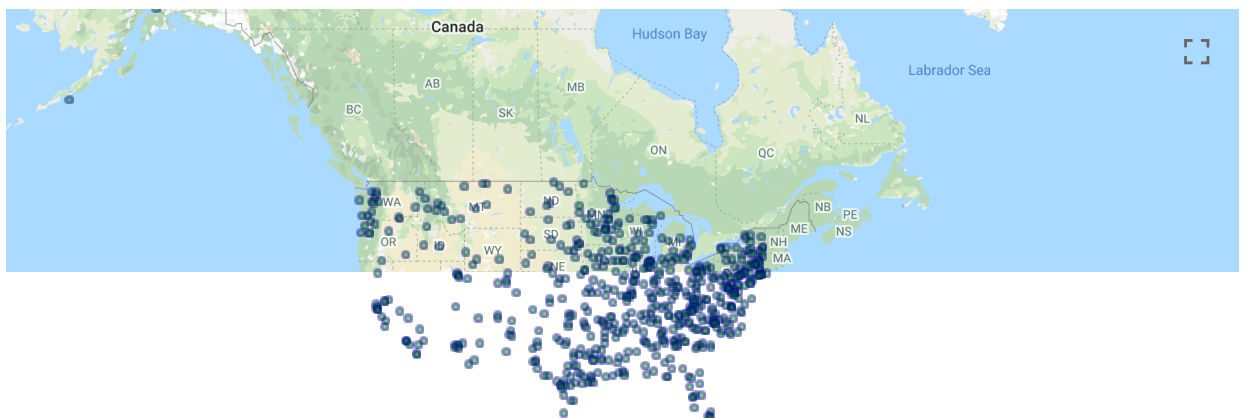 Canada
Hudson Bay
Labrador Sea
AB
MB
BC
SK
NL
ON
QC
WA
MT
ND
MN
NB
PE
ME
NS
OR
ID
SD
WI
MI
NH
WY
MA
NE
IA